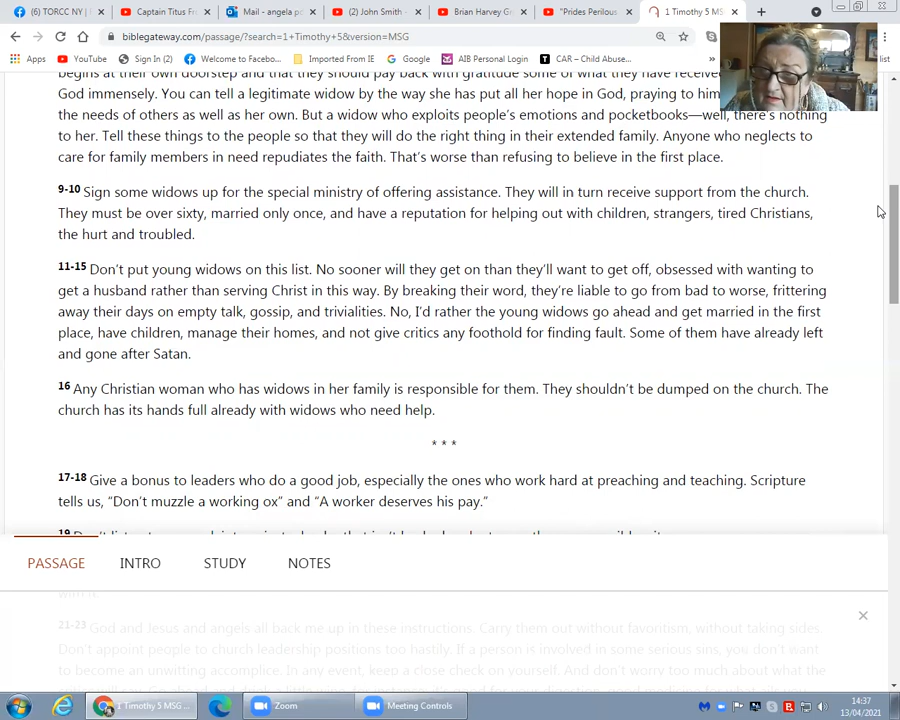 (6) TORCC NY |
Captain Titus Fr
Mail - angela p
(2) John Smith -
Brian Harvey Gr
"Prides Perilous
1 Timothy 5 MS
biblegateway.com/passage/?search=1+Timothy+5&version=MSG
Apps
YouTube
Sign In (2)
Welcome to Faceb...
Imported From IE
Google
AIB Personal Login
CAR – Child Abuse...
»
list
begins at their own doorstep and that they should pay back with gratitude some of what they have received
God immensely. You can tell a legitimate widow by the way she has put all her hope in God, praying to him
the needs of others as well as her own. But a widow who exploits people's emotions and pocketbooks—well, there's nothing
to her. Tell these things to the people so that they will do the right thing in their extended family. Anyone who neglects to
care for family members in need repudiates the faith. That's worse than refusing to believe in the first place.
9-10 Sign some widows up for the special ministry of offering assistance. They will in turn receive support from the church.
They must be over sixty, married only once, and have a reputation for helping out with children, strangers, tired Christians,
the hurt and troubled.
11-15 Don't put young widows on this list. No sooner will they get on than they'll want to get off, obsessed with wanting to
get a husband rather than serving Christ in this way. By breaking their word, they're liable to go from bad to worse, frittering
away their days on empty talk, gossip, and trivialities. No, I'd rather the young widows go ahead and get married in the first
place, have children, manage their homes, and not give critics any foothold for finding fault. Some of them have already left
and gone after Satan.
16 Any Christian woman who has widows in her family is responsible for them. They shouldn't be dumped on the church. The
church has its hands full already with widows who need help.
* * *
17-18 Give a bonus to leaders who do a good job, especially the ones who work hard at preaching and teaching. Scripture
tells us, "Don't muzzle a working ox" and "A worker deserves his pay."
19
PASSAGE
INTRO
STUDY
NOTES
with it.
21-23 God and Jesus and angels all back me up in these instructions. Carry them out without favoritism, without taking sides.
Don't appoint people to church leadership positions too hastily. If a person is involved in some serious sins, you don't want
to become an unwitting accomplice. In any event, keep a close check on yourself. And don't worry too much about what the
1 Timothy 5 MSG ...
Zoom
Meeting Controls
14:37
13/04/2021